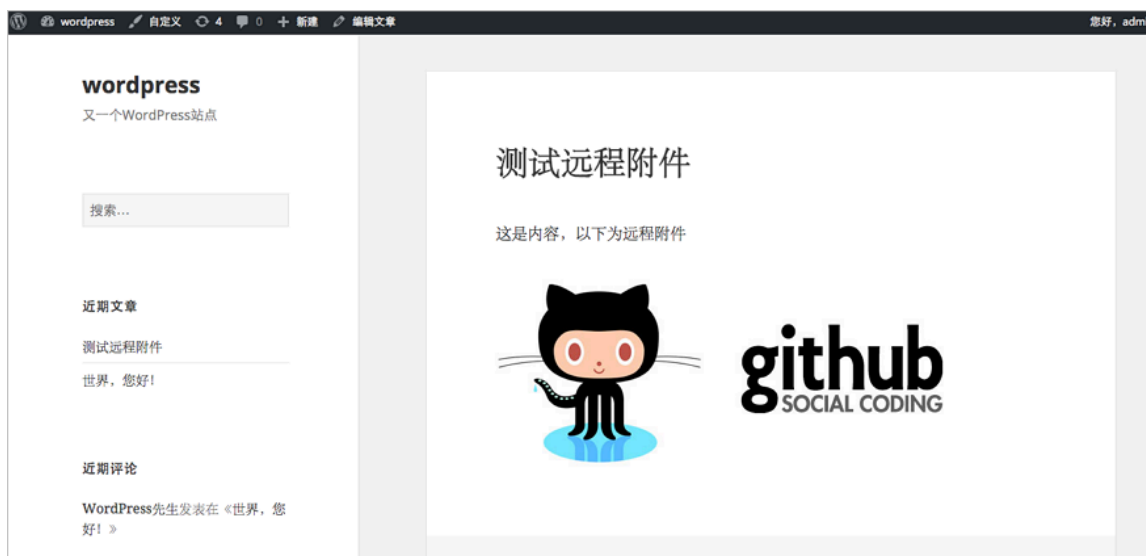 wordpress 自定义 4 0 新建 编辑文章 您好，adm
wordpress
又一个WordPress站点
搜索…
近期文章
测试远程附件
世界，您好！
近期评论
WordPress先生发表在《世界，您
好！》
测试远程附件
这是内容，以下为远程附件
github
SOCIAL CODING